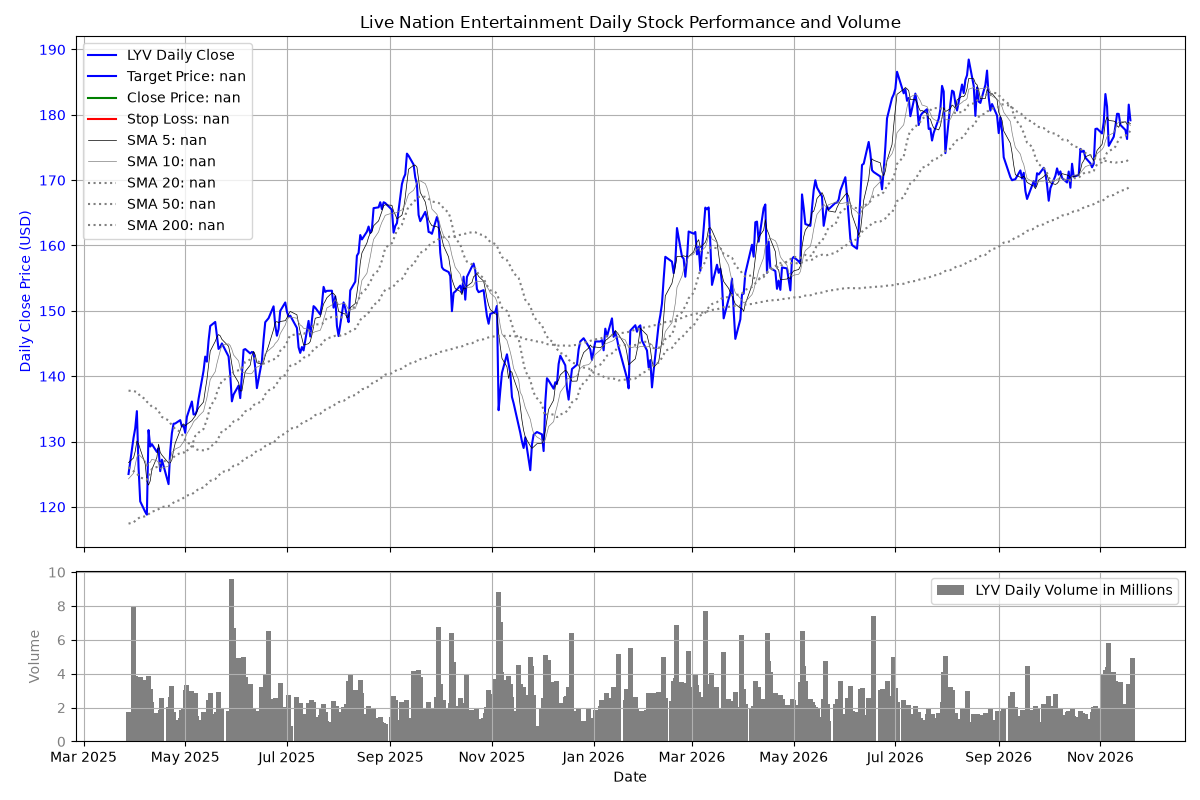 Live Nation Entertainment Daily Stock Performance and Volume
LYV Daily Close
Target Price: nan
Close Price: nan
Stop Loss: nan
SMA 5: nan
SMA 10: nan
SMA 20: nan
SMA 50: nan
SMA 200: nan
190
180
170
160
150
140
130
120
Daily Close Price (USD)
LYV Daily Volume in Millions
10
8
6
4
2
0
Volume
Mar 2025 May 2025 Jul 2025 Sep 2025 Nov 2025 Jan 2026 Mar 2026 May 2026 Jul 2026 Sep 2026 Nov 2026
Date